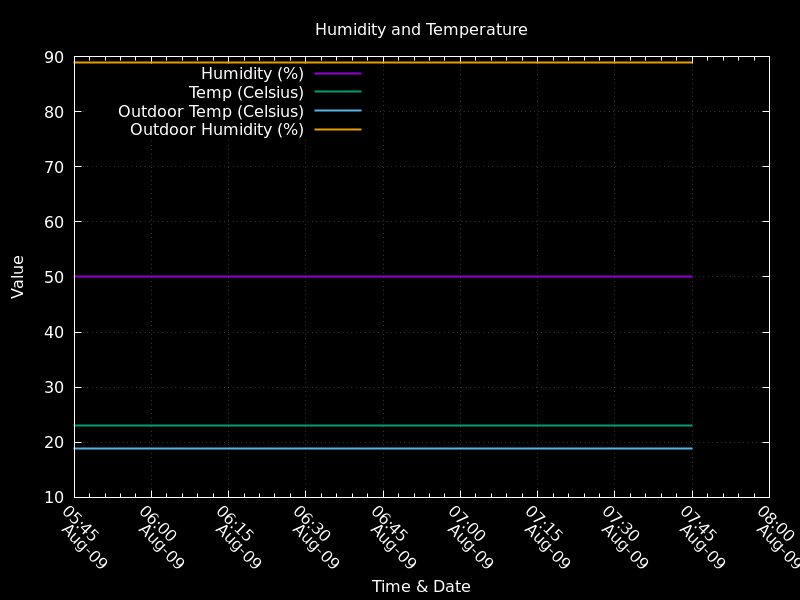 Humidity and Temperature
90
80
70
60
50
40
30
20
10
Value
Humidity (%)
Temp (Celsius)
Outdoor Temp (Celsius)
Outdoor Humidity (%)
05:45
Aug-09
06:00
Aug-09
06:15
Aug-09
06:30
Aug-09
06:45
Aug-09
07:00
Aug-09
07:15
Aug-09
07:30
Aug-09
07:45
Aug-09
08:00
Aug-09
Time & Date